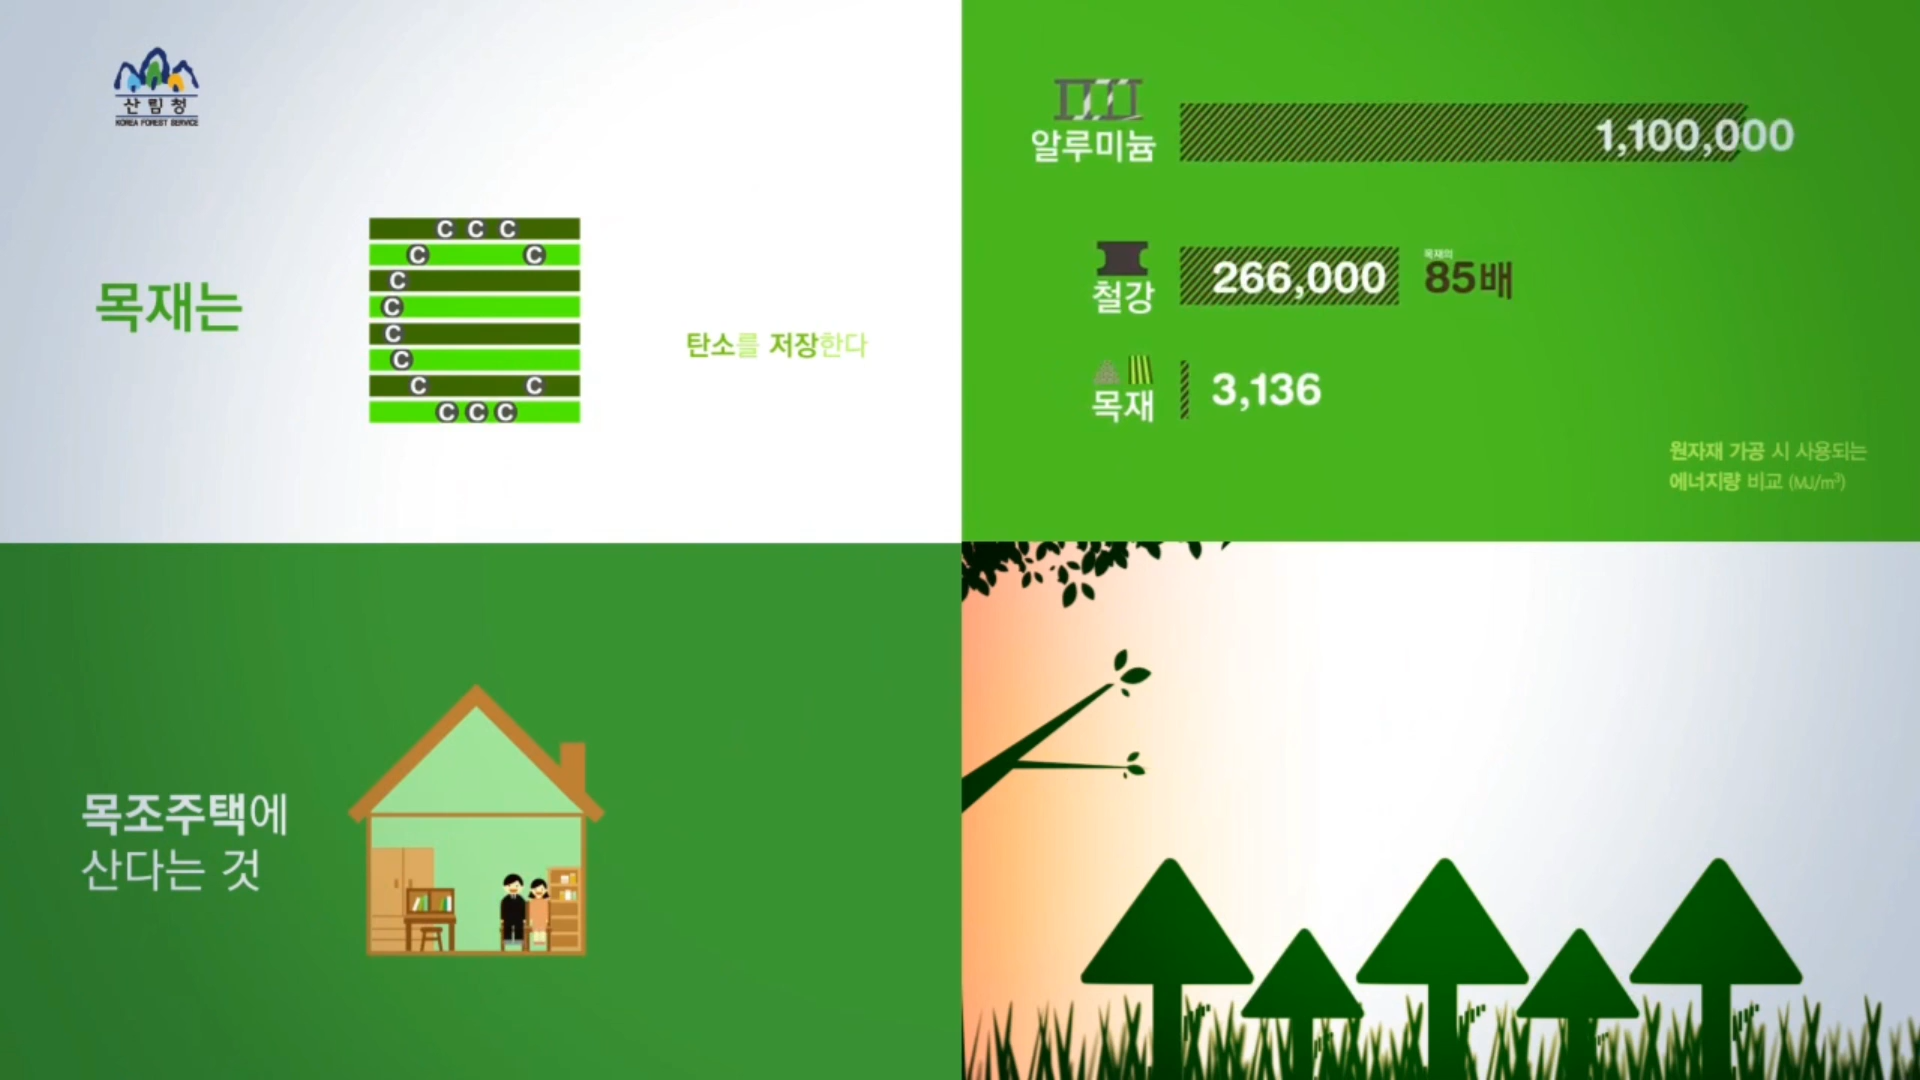 산림청
KOREA FOREST SERVICE
목재는
C C C
C C
C
C
C
C
C C
C C C
탄소를 저장한다
알루미늄
1,100,000
철강
266,000
목재의
85배
목재
3,136
원자재 가공 시 사용되는
에너지량 비교 (MJ/m³)
목조주택에
산다는 것